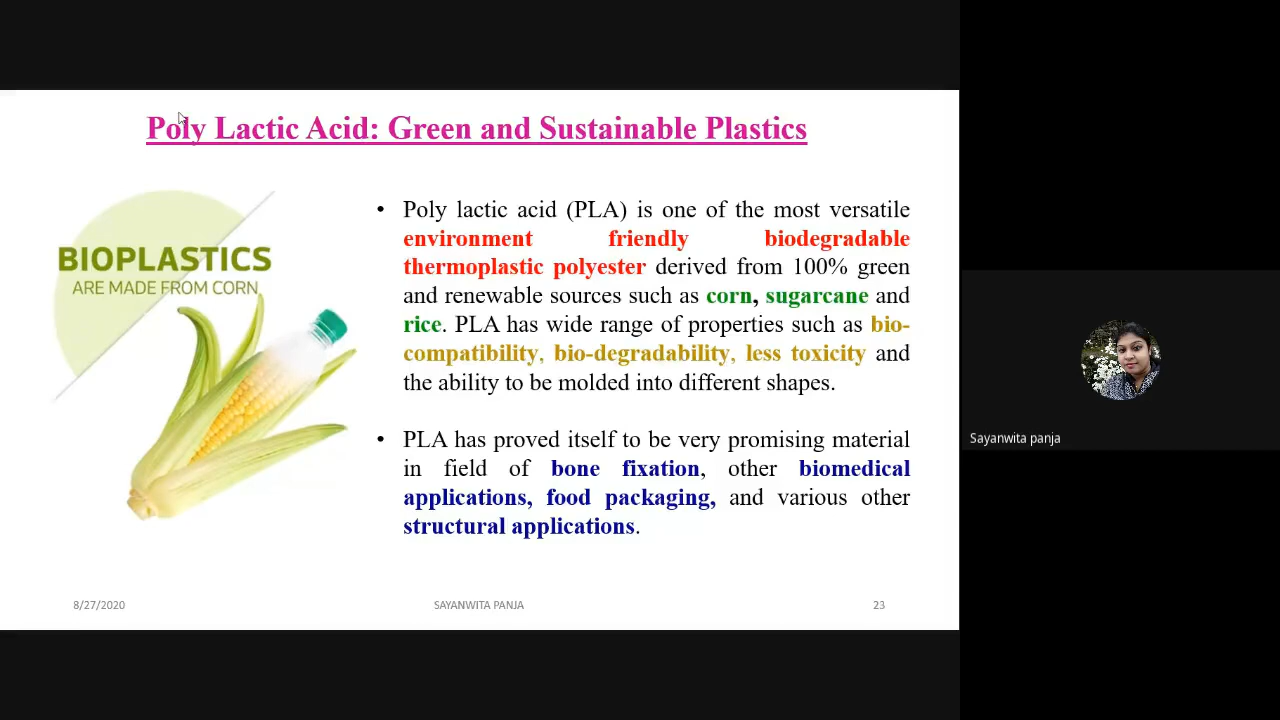 Poly Lactic Acid: Green and Sustainable Plastics
BIOPLASTICS
ARE MADE FROM CORN
• Poly lactic acid (PLA) is one of the most versatile
environment friendly biodegradable
thermoplastic polyester derived from 100% green
and renewable sources such as corn, sugarcane and
rice. PLA has wide range of properties such as bio-
compatibility, bio-degradability, less toxicity and
the ability to be molded into different shapes.
• PLA has proved itself to be very promising material
in field of bone fixation, other biomedical
applications, food packaging, and various other
structural applications.
8/27/2020
SAYANWITA PANJA
23
Sayanwita panja